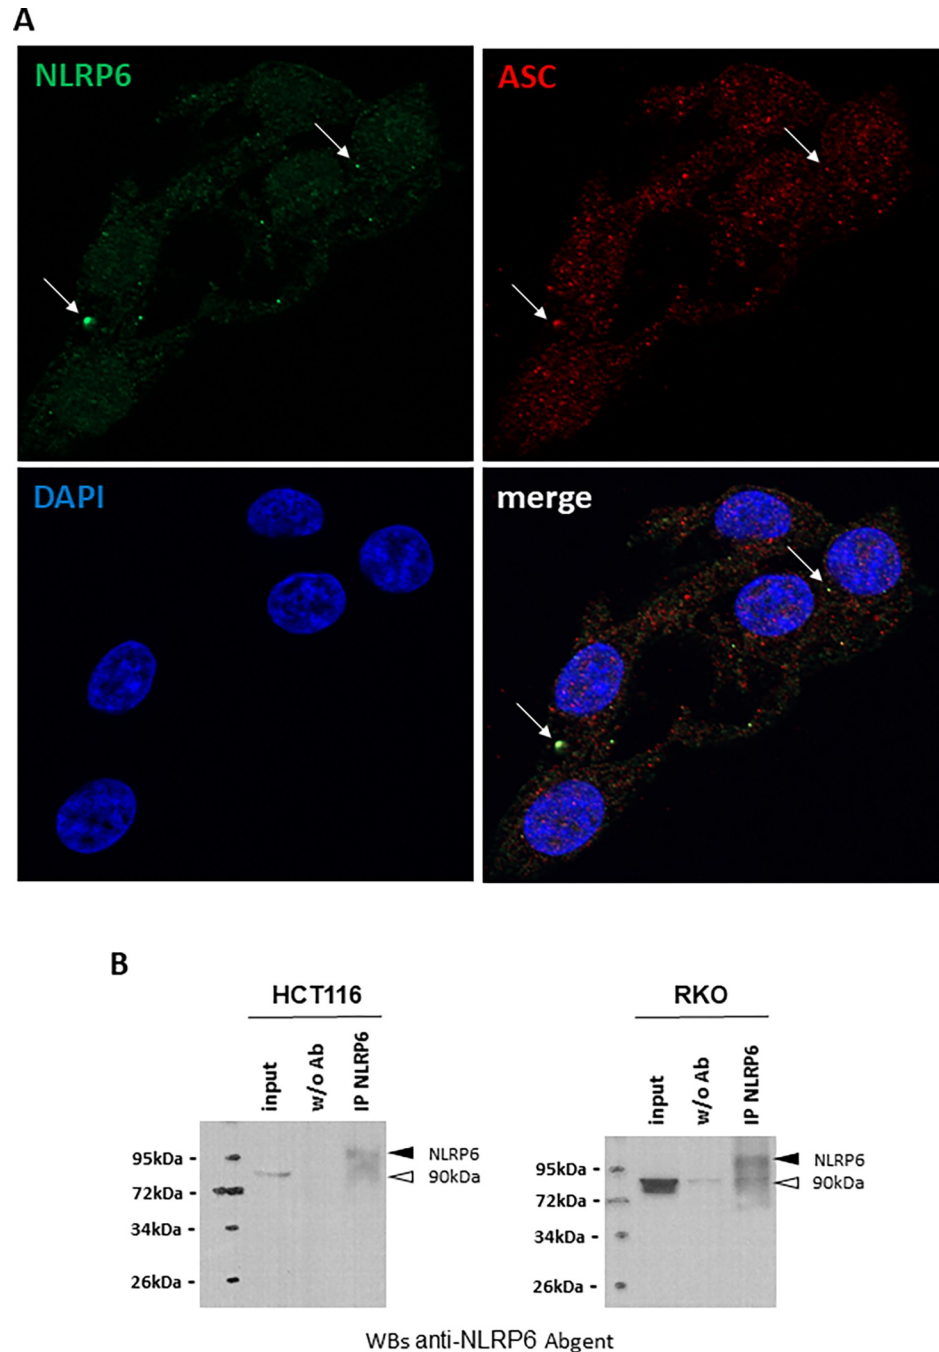 A
NLRP6
ASC
DAPI
merge
B
HCT116
RKO
input
w/o Ab
IP NLRP6
input
w/o Ab
IP NLRP6
95kDa -
72kDa -
34kDa -
26kDa -
NLRP6
90kDa
95kDa -
72kDa -
34kDa -
26kDa -
NLRP6
90kDa
WBs anti-NLRP6 Abgent